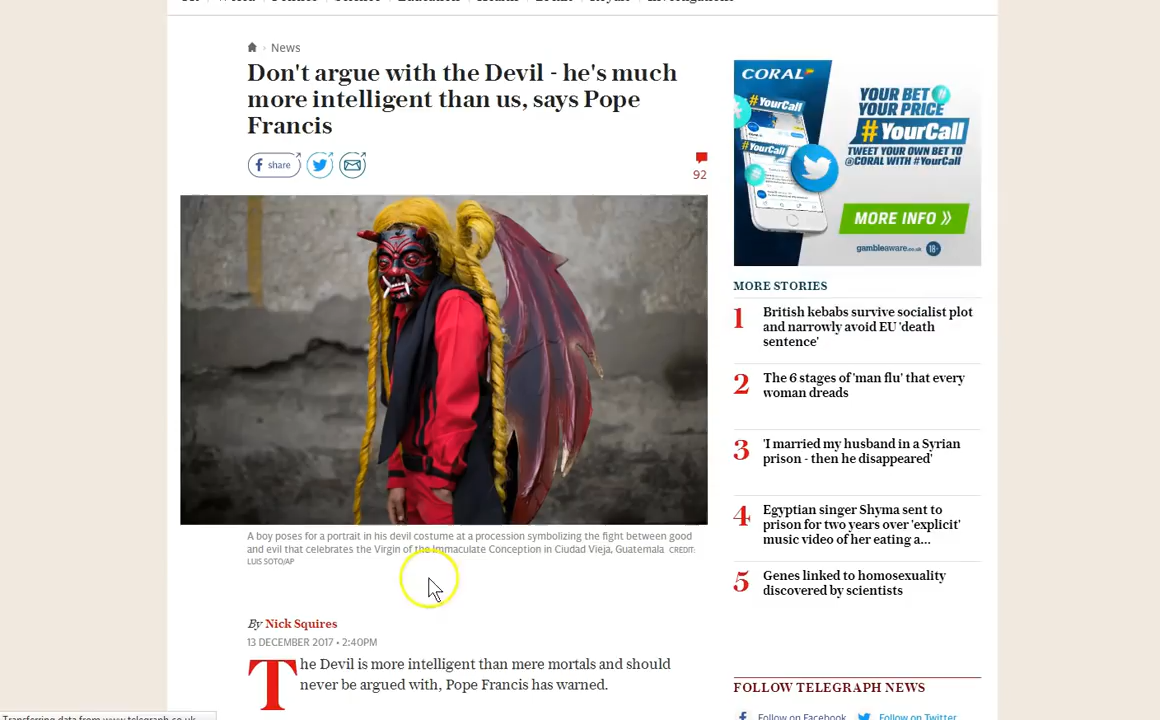 News
Don't argue with the Devil - he's much
more intelligent than us, says Pope
Francis
share
92
A boy poses for a portrait in his devil costume at a procession symbolizing the fight between good
and evil that celebrates the Virgin of the Immaculate Conception in Ciudad Vieja, Guatemala CREDIT:
LUIS SOTO/AP
By Nick Squires
13 DECEMBER 2017 • 2:40PM
The Devil is more intelligent than mere mortals and should
never be argued with, Pope Francis has warned.
CORAL
#YourCall
#YourCall
YOUR BET
YOUR PRICE
#YourCall
TWEET YOUR OWN BET TO
@CORAL WITH #YourCall
MORE INFO »
gambleaware.co.uk 18+
MORE STORIES
1 British kebabs survive socialist plot
and narrowly avoid EU 'death
sentence'
2 The 6 stages of 'man flu' that every
woman dreads
3 'I married my husband in a Syrian
prison - then he disappeared'
4 Egyptian singer Shyma sent to
prison for two years over 'explicit'
music video of her eating a...
5 Genes linked to homosexuality
discovered by scientists
FOLLOW TELEGRAPH NEWS
Follow on Facebook
Follow on Twitter